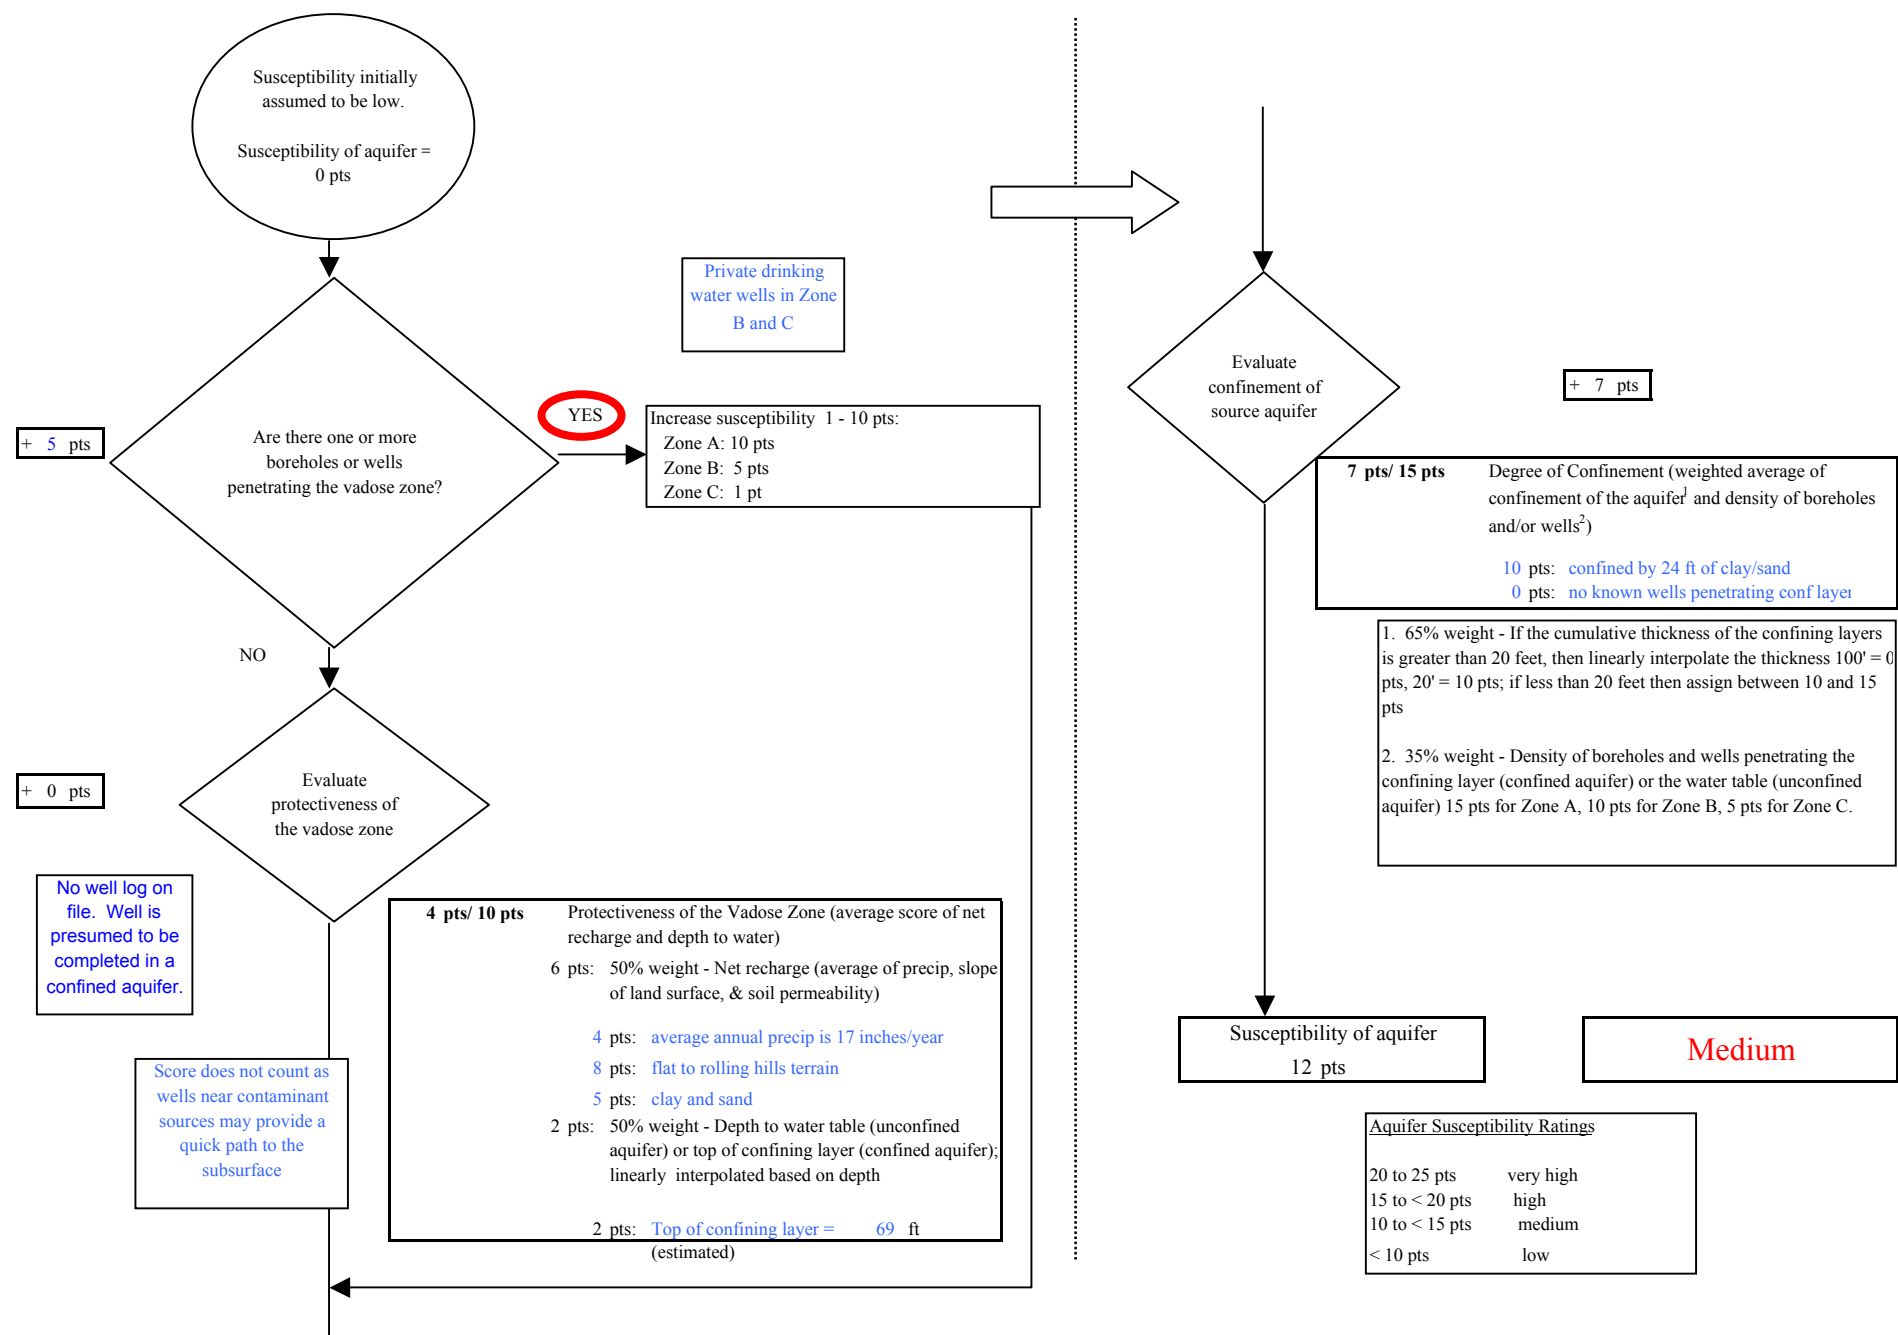 Susceptibility initially
assumed to be low.
Susceptibility of aquifer =
0 pts
Private drinking
water wells in Zone
B and C
YES
+ 5 pts
Are there one or more
boreholes or wells
penetrating the vadose zone?
Increase susceptibility 1 - 10 pts:
Zone A: 10 pts
Zone B: 5 pts
Zone C: 1 pt
NO
+ 0 pts
Evaluate
protectiveness of
the vadose zone
No well log on
file. Well is
presumed to be
completed in a
confined aquifer.
Score does not count as
wells near contaminant
sources may provide a
quick path to the
subsurface
4 pts/ 10 pts Protectiveness of the Vadose Zone (average score of net
recharge and depth to water)
6 pts: 50% weight - Net recharge (average of precip, slope
of land surface, & soil permeability)
4 pts: average annual precip is 17 inches/year
8 pts: flat to rolling hills terrain
5 pts: clay and sand
2 pts: 50% weight - Depth to water table (unconfined
aquifer) or top of confining layer (confined aquifer);
linearly interpolated based on depth
2 pts: Top of confining layer = 69 ft
(estimated)
Evaluate
confinement of
source aquifer
+ 7 pts
7 pts/ 15 pts Degree of Confinement (weighted average of
confinement of the aquifer1 and density of boreholes
and/or wells2)
10 pts: confined by 24 ft of clay/sand
0 pts: no known wells penetrating conf layer
1. 65% weight - If the cumulative thickness of the confining layers
is greater than 20 feet, then linearly interpolate the thickness 100' = 0
pts, 20' = 10 pts; if less than 20 feet then assign between 10 and 15
pts
2. 35% weight - Density of boreholes and wells penetrating the
confining layer (confined aquifer) or the water table (unconfined
aquifer) 15 pts for Zone A, 10 pts for Zone B, 5 pts for Zone C.
Susceptibility of aquifer
12 pts
Medium
Aquifer Susceptibility Ratings
20 to 25 pts very high
15 to < 20 pts high
10 to < 15 pts medium
< 10 pts low